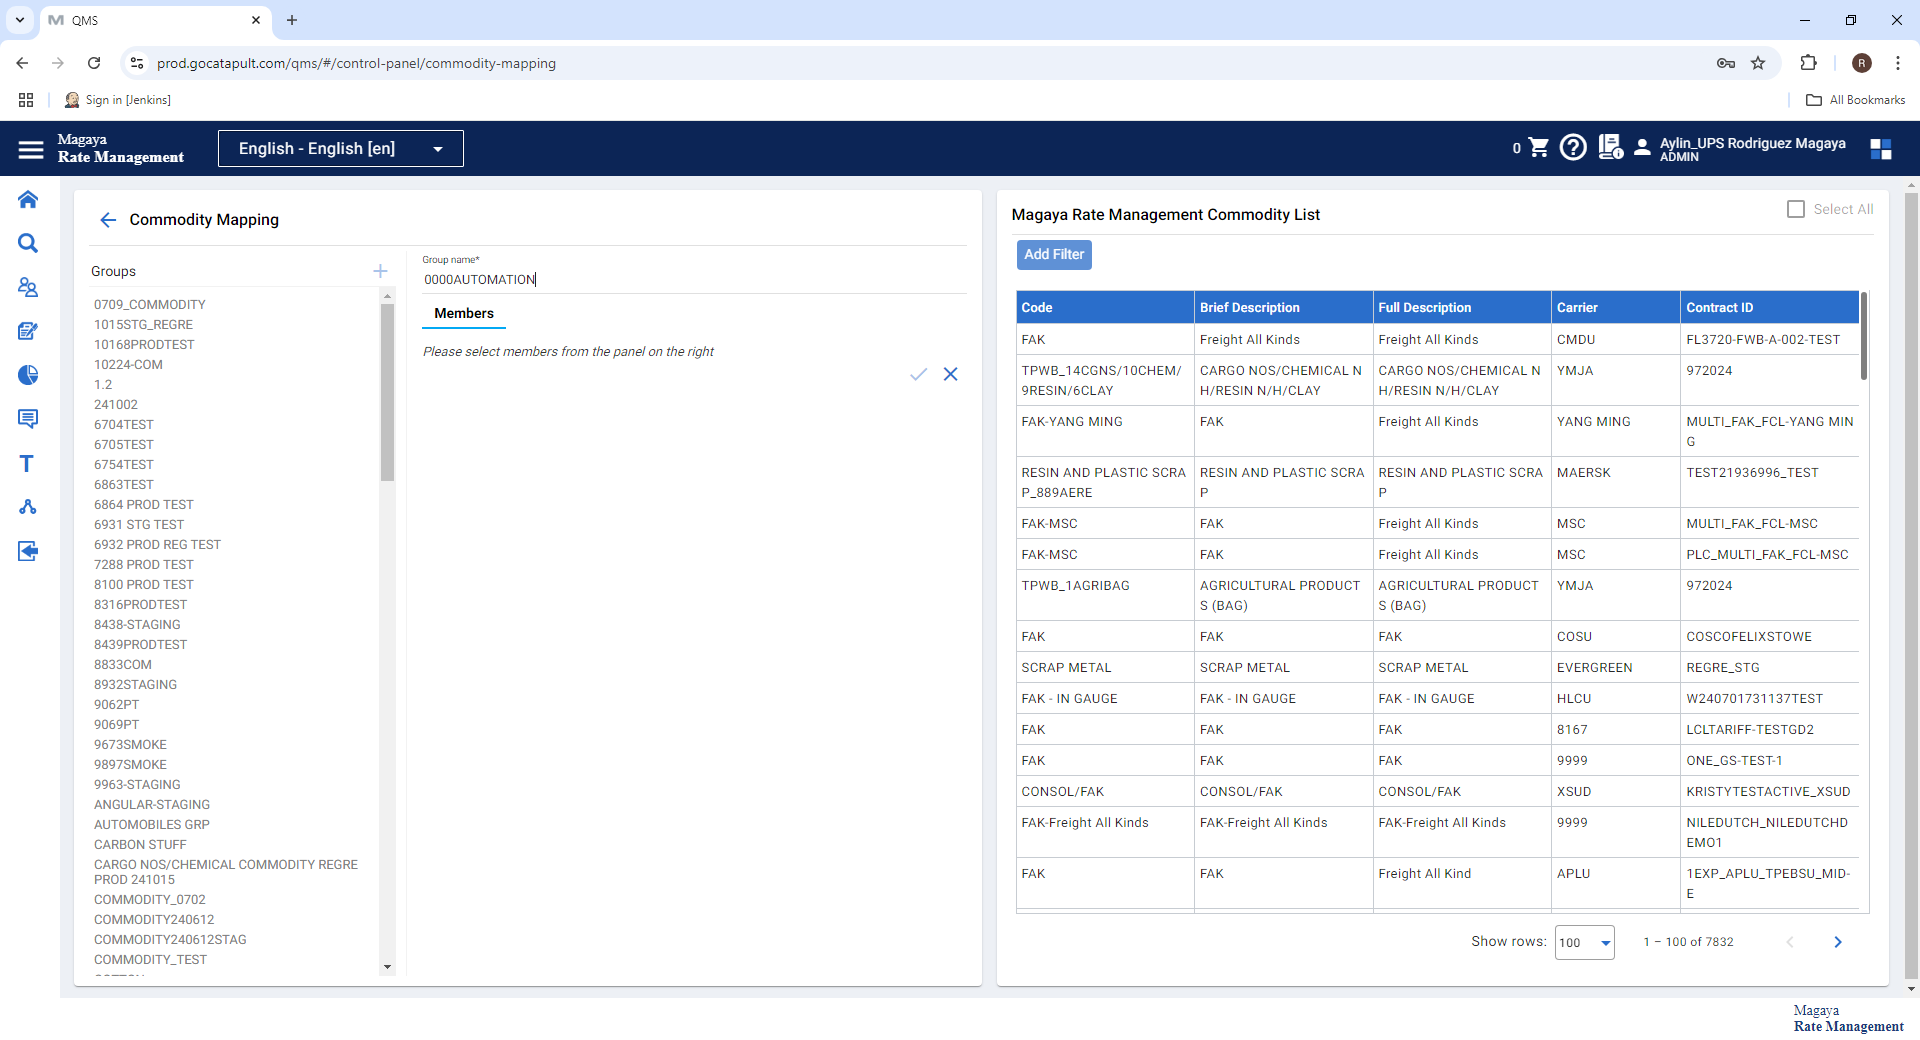 QMS
prod.gocatapult.com/qms/#/control-panel/commodity-mapping
R
Sign in [Jenkins]
All Bookmarks
Magaya
Rate Management
English - English [en]
0
Aylin_UPS Rodriguez Magaya
ADMIN
Commodity Mapping
Groups
0709_COMMODITY
1015STG_REGRE
10168PRODTEST
10224-COM
1.2
241002
6704TEST
6705TEST
6754TEST
6863TEST
6864 PROD TEST
6931 STG TEST
6932 PROD REG TEST
7288 PROD TEST
8100 PROD TEST
8316PRODTEST
8438-STAGING
8439PRODTEST
8833COM
8932STAGING
9062PT
9069PT
9673SMOKE
9897SMOKE
9963-STAGING
ANGULAR-STAGING
AUTOMOBILES GRP
CARBON STUFF
CARGO NOS/CHEMICAL COMMODITY REGRE
PROD 241015
COMMODITY_0702
COMMODITY240612
COMMODITY240612STAG
COMMODITY_TEST
Group name*
0000AUTOMATION
Members
Please select members from the panel on the right
Magaya Rate Management Commodity List
Select All
Add Filter
Code Brief Description Full Description Carrier Contract ID
FAK Freight All Kinds Freight All Kinds CMDU FL3720-FWB-A-002-TEST
TPWB_14CGNS/10CHEM/ CARGO NOS/CHEMICAL N CARGO NOS/CHEMICAL N YMJA 972024
9RESIN/6CLAY H/RESIN N/H/CLAY H/RESIN N/H/CLAY
FAK-YANG MING FAK Freight All Kinds YANG MING MULTI_FAK_FCL-YANG MIN
G
RESIN AND PLASTIC SCRA RESIN AND PLASTIC SCRA RESIN AND PLASTIC SCRA MAERSK TEST21936996_TEST
P_889AERE P P
FAK-MSC FAK Freight All Kinds MSC MULTI_FAK_FCL-MSC
FAK-MSC FAK Freight All Kinds MSC PLC_MULTI_FAK_FCL-MSC
TPWB_1AGRIBAG AGRICULTURAL PRODUCT AGRICULTURAL PRODUCT YMJA 972024
S (BAG) S (BAG)
FAK FAK FAK COSU COSCOFELIXSTOWE
SCRAP METAL SCRAP METAL SCRAP METAL EVERGREEN REGRE_STG
FAK - IN GAUGE FAK - IN GAUGE FAK - IN GAUGE HLCU W240701731137TEST
FAK FAK FAK 8167 LCLTARIFF-TESTGD2
FAK FAK FAK 9999 ONE_GS-TEST-1
CONSOL/FAK CONSOL/FAK CONSOL/FAK XSUD KRISTYTESTACTIVE_XSUD
FAK-Freight All Kinds FAK-Freight All Kinds FAK-Freight All Kinds 9999 NILEDUTCH_NILEDUTCHD
EMO1
FAK FAK Freight All Kind APLU 1EXP_APLU_TPEBSU_MID-
E
Show rows: 100 1 – 100 of 7832
Magaya
Rate Management